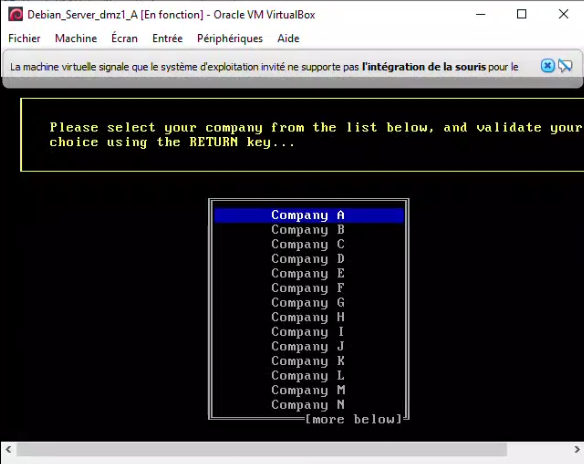 Debian_Server_dmz1_A [En fonction] - Oracle VM VirtualBox
Fichier Machine Écran Entrée Périphériques Aide
La machine virtuelle signale que le système d'exploitation invité ne supporte pas l'intégration de la souris pour le
Please select your company from the list below, and validate your
choice using the RETURN key...
Company A
Company B
Company C
Company D
Company E
Company F
Company G
Company H
Company I
Company J
Company K
Company L
Company M
Company N
[more below]